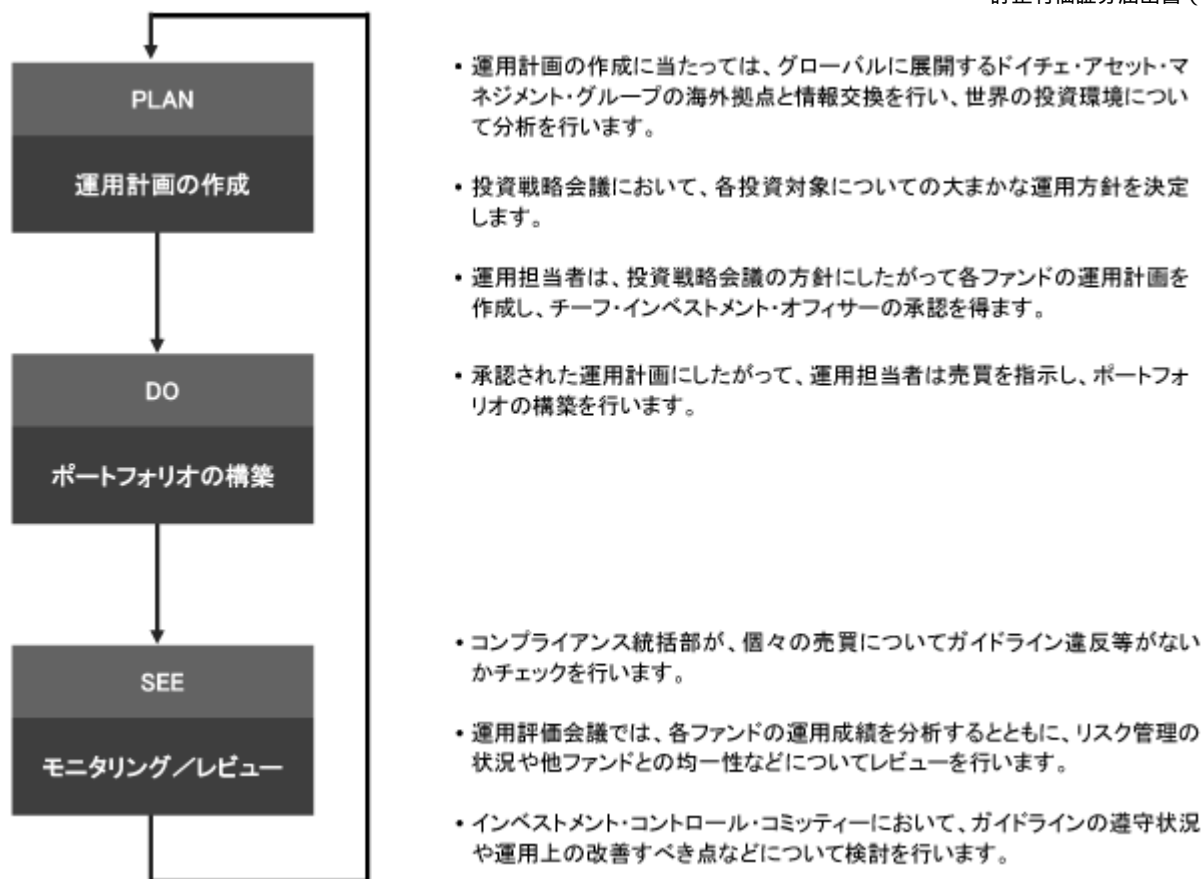 PLAN
運用計画の作成
・運用計画の作成に当たっては、グローバルに展開するドイチェ・アセット・マ
ネジメント・グループの海外拠点と情報交換を行い、世界の投資環境につい
て分析を行います。
・投資戦略会議において、各投資対象についての大まかな運用方針を決定
します。
・運用担当者は、投資戦略会議の方針にしたがって各ファンドの運用計画を
作成し、チーフ・インベストメント・オフィサーの承認を得ます。
DO
ポートフォリオの構築
・承認された運用計画にしたがって、運用担当者は売買を指示し、ポートフォ
リオの構築を行います。
SEE
モニタリング／レビュー
・コンプライアンス統括部が、個々の売買についてガイドライン違反等がない
かチェックを行います。
・運用評価会議では、各ファンドの運用成績を分析するとともに、リスク管理の
状況や他ファンドとの均一性などについてレビューを行います。
・インベストメント・コントロール・コミッティーにおいて、ガイドラインの遵守状況
や運用上の改善すべき点などについて検討を行います。